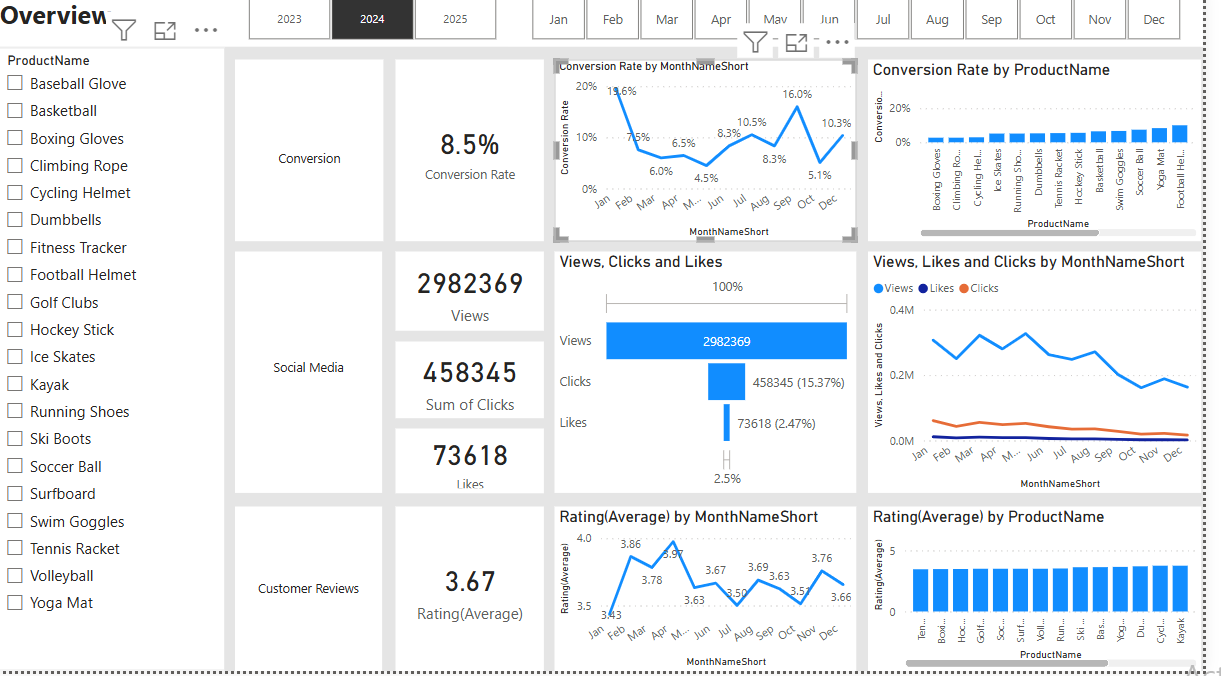 Overview
2023 2024 2025
Jan Feb Mar Apr May Jun Jul Aug Sep Oct Nov Dec
ProductName
Baseball Glove
Basketball
Boxing Gloves
Climbing Rope
Cycling Helmet
Dumbbells
Fitness Tracker
Football Helmet
Golf Clubs
Hockey Stick
Ice Skates
Kayak
Running Shoes
Ski Boots
Soccer Ball
Surfboard
Swim Goggles
Tennis Racket
Volleyball
Yoga Mat
Conversion
8.5%
Conversion Rate
Conversion Rate by MonthNameShort
Conversion Rate
20%
10%
0%
19.6% 7.5% 6.0% 6.5% 4.5% 8.3% 10.5% 8.3% 16.0% 5.1% 10.3%
Jan Feb Mar Apr M... Jun Jul Aug Sep Oct Dec
MonthNameShort
Conversion Rate by ProductName
Conversio...
20%
0%
Boxing Gloves
Climbing Ro...
Cycling Hel...
Ice Skates
Running Sho...
Dumbbells
Tennis Racket
Hockey Stick
Basketball
Swim Goggles
Soccer Ball
Yoga Mat
Football Hel...
ProductName
Social Media
2982369
Views
458345
Sum of Clicks
73618
Likes
Views, Clicks and Likes
100%
Views 2982369
Clicks 458345 (15.37%)
Likes 73618 (2.47%)
2.5%
Views, Likes and Clicks by MonthNameShort
Views Likes Clicks
Views, Likes and Clicks
0.4M
0.2M
0.0M
Jan Feb Mar Apr M... Jun Jul Aug Sep Oct Nov Dec
MonthNameShort
Customer Reviews
3.67
Rating(Average)
Rating(Average) by MonthNameShort
Rating(Average)
4.0
3.5
3.43 3.86 3.78 3.97 3.63 3.67 3.50 3.69 3.63 3.51 3.76 3.66
Jan Feb Mar Apr M... Jun Jul Aug Sep Oct Nov Dec
MonthNameShort
Rating(Average) by ProductName
Rating(Average)
5
0
Ten...
Boxi...
Hoc...
Golf...
Soc...
Surf...
Voll...
Run...
Ski ...
Bas...
Yog...
Du...
Cycl...
Kayak
ProductName